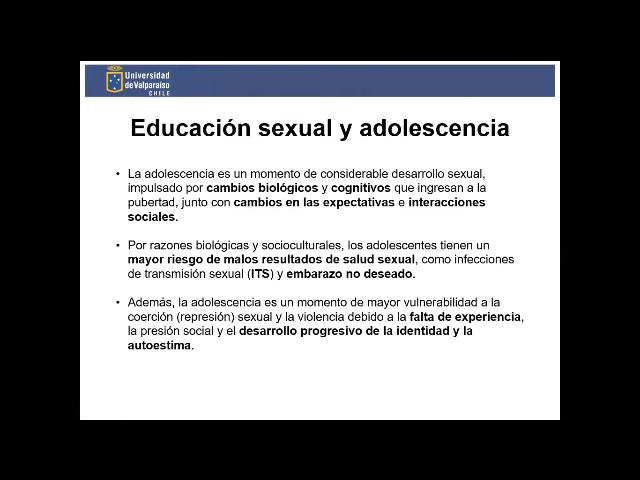 Universidad
de Valparaíso
CHILE
Educación sexual y adolescencia
• La adolescencia es un momento de considerable desarrollo sexual,
impulsado por cambios biológicos y cognitivos que ingresan a la
pubertad, junto con cambios en las expectativas e interacciones
sociales.
• Por razones biológicas y socioculturales, los adolescentes tienen un
mayor riesgo de malos resultados de salud sexual, como infecciones
de transmisión sexual (ITS) y embarazo no deseado.
• Además, la adolescencia es un momento de mayor vulnerabilidad a la
coerción (represión) sexual y la violencia debido a la falta de experiencia,
la presión social y el desarrollo progresivo de la identidad y la
autoestima.